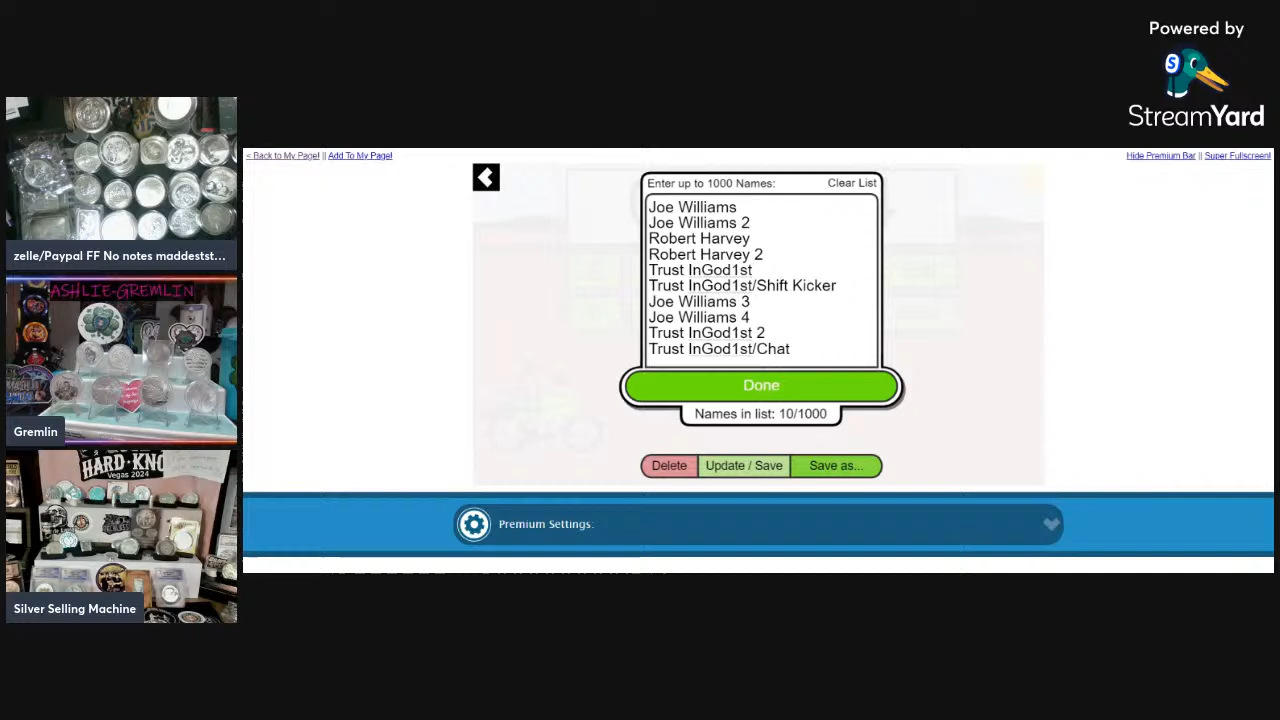 Powered by
StreamYard
< Back to My Page! || Add To My Page!
Hide Premium Bar || Super Fullscreen!
Enter up to 1000 Names: Clear List
Joe Williams
Joe Williams 2
Robert Harvey
Robert Harvey 2
Trust InGod1st
Trust InGod1st/Shift Kicker
Joe Williams 3
Joe Williams 4
Trust InGod1st 2
Trust InGod1st/Chat
Done
Names in list: 10/1000
Delete Update / Save Save as...
Premium Settings:
zelle/Paypal FF No notes maddestst...
ASHLIE-GREMLIN
Gremlin
HARD·KNO
Vegas 2024
Silver Selling Machine